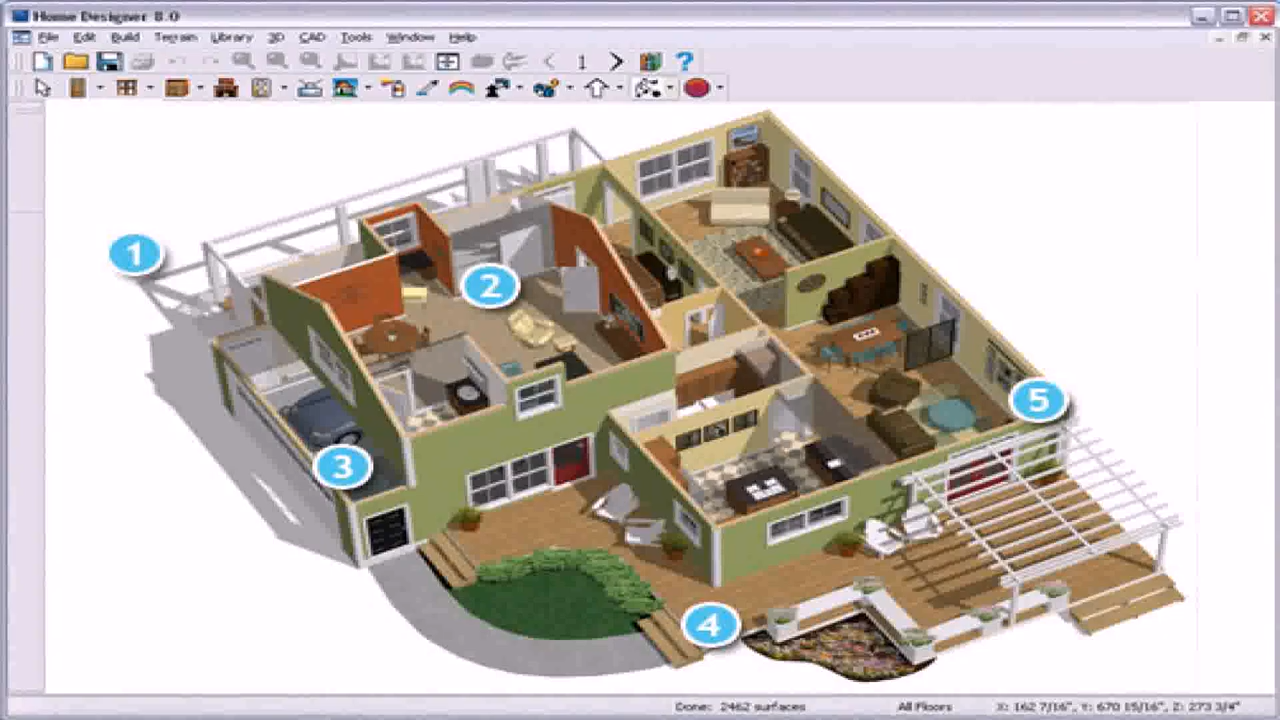 Home Designer 8.0
File Edit Build Terrain Library 3D CAD Tools Window Help
1
1
2
3
4
5
Done: 2462 surfaces All Floors X: 162 7/16", Y: 670 15/16", Z: 273 3/4"